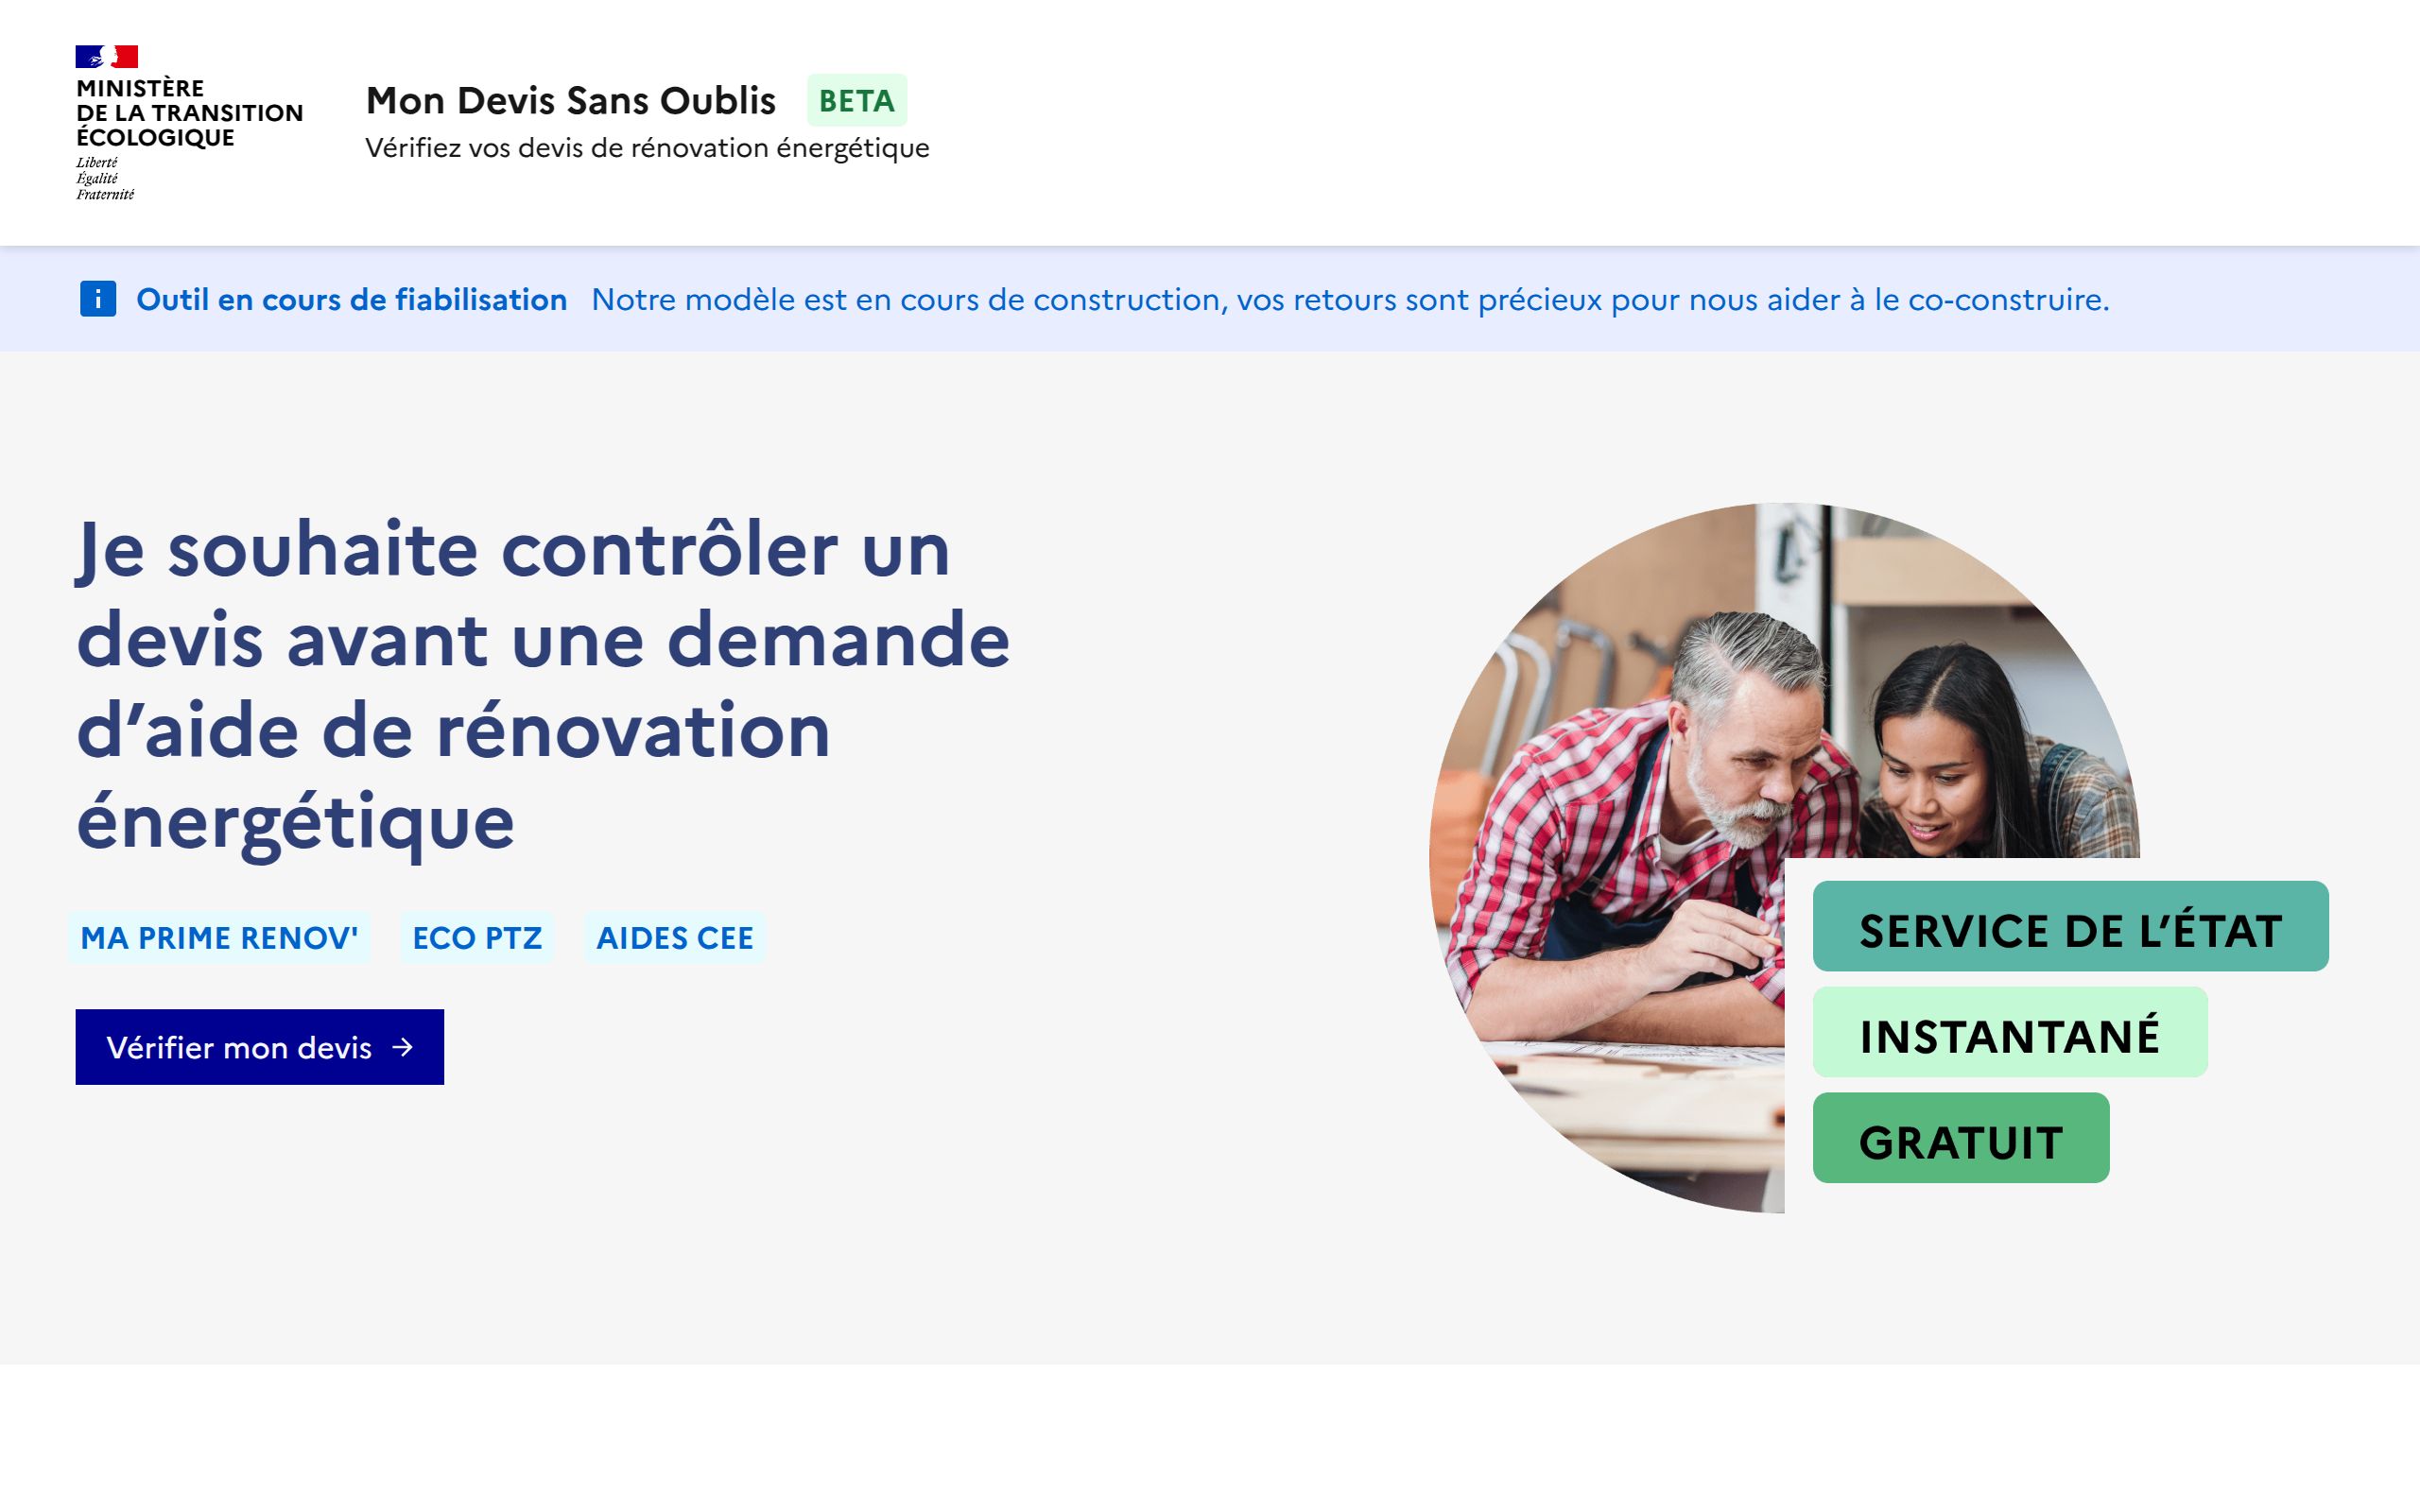 MINISTÈRE
DE LA TRANSITION
ÉCOLOGIQUE
Liberté
Égalité
Fraternité
Mon Devis Sans Oublis BETA
Vérifiez vos devis de rénovation énergétique
i Outil en cours de fiabilisation Notre modèle est en cours de construction, vos retours sont précieux pour nous aider à le co-construire.
Je souhaite contrôler un
devis avant une demande
d’aide de rénovation
énergétique
MA PRIME RENOV' ECO PTZ AIDES CEE
Vérifier mon devis →
SERVICE DE L’ÉTAT
INSTANTANÉ
GRATUIT